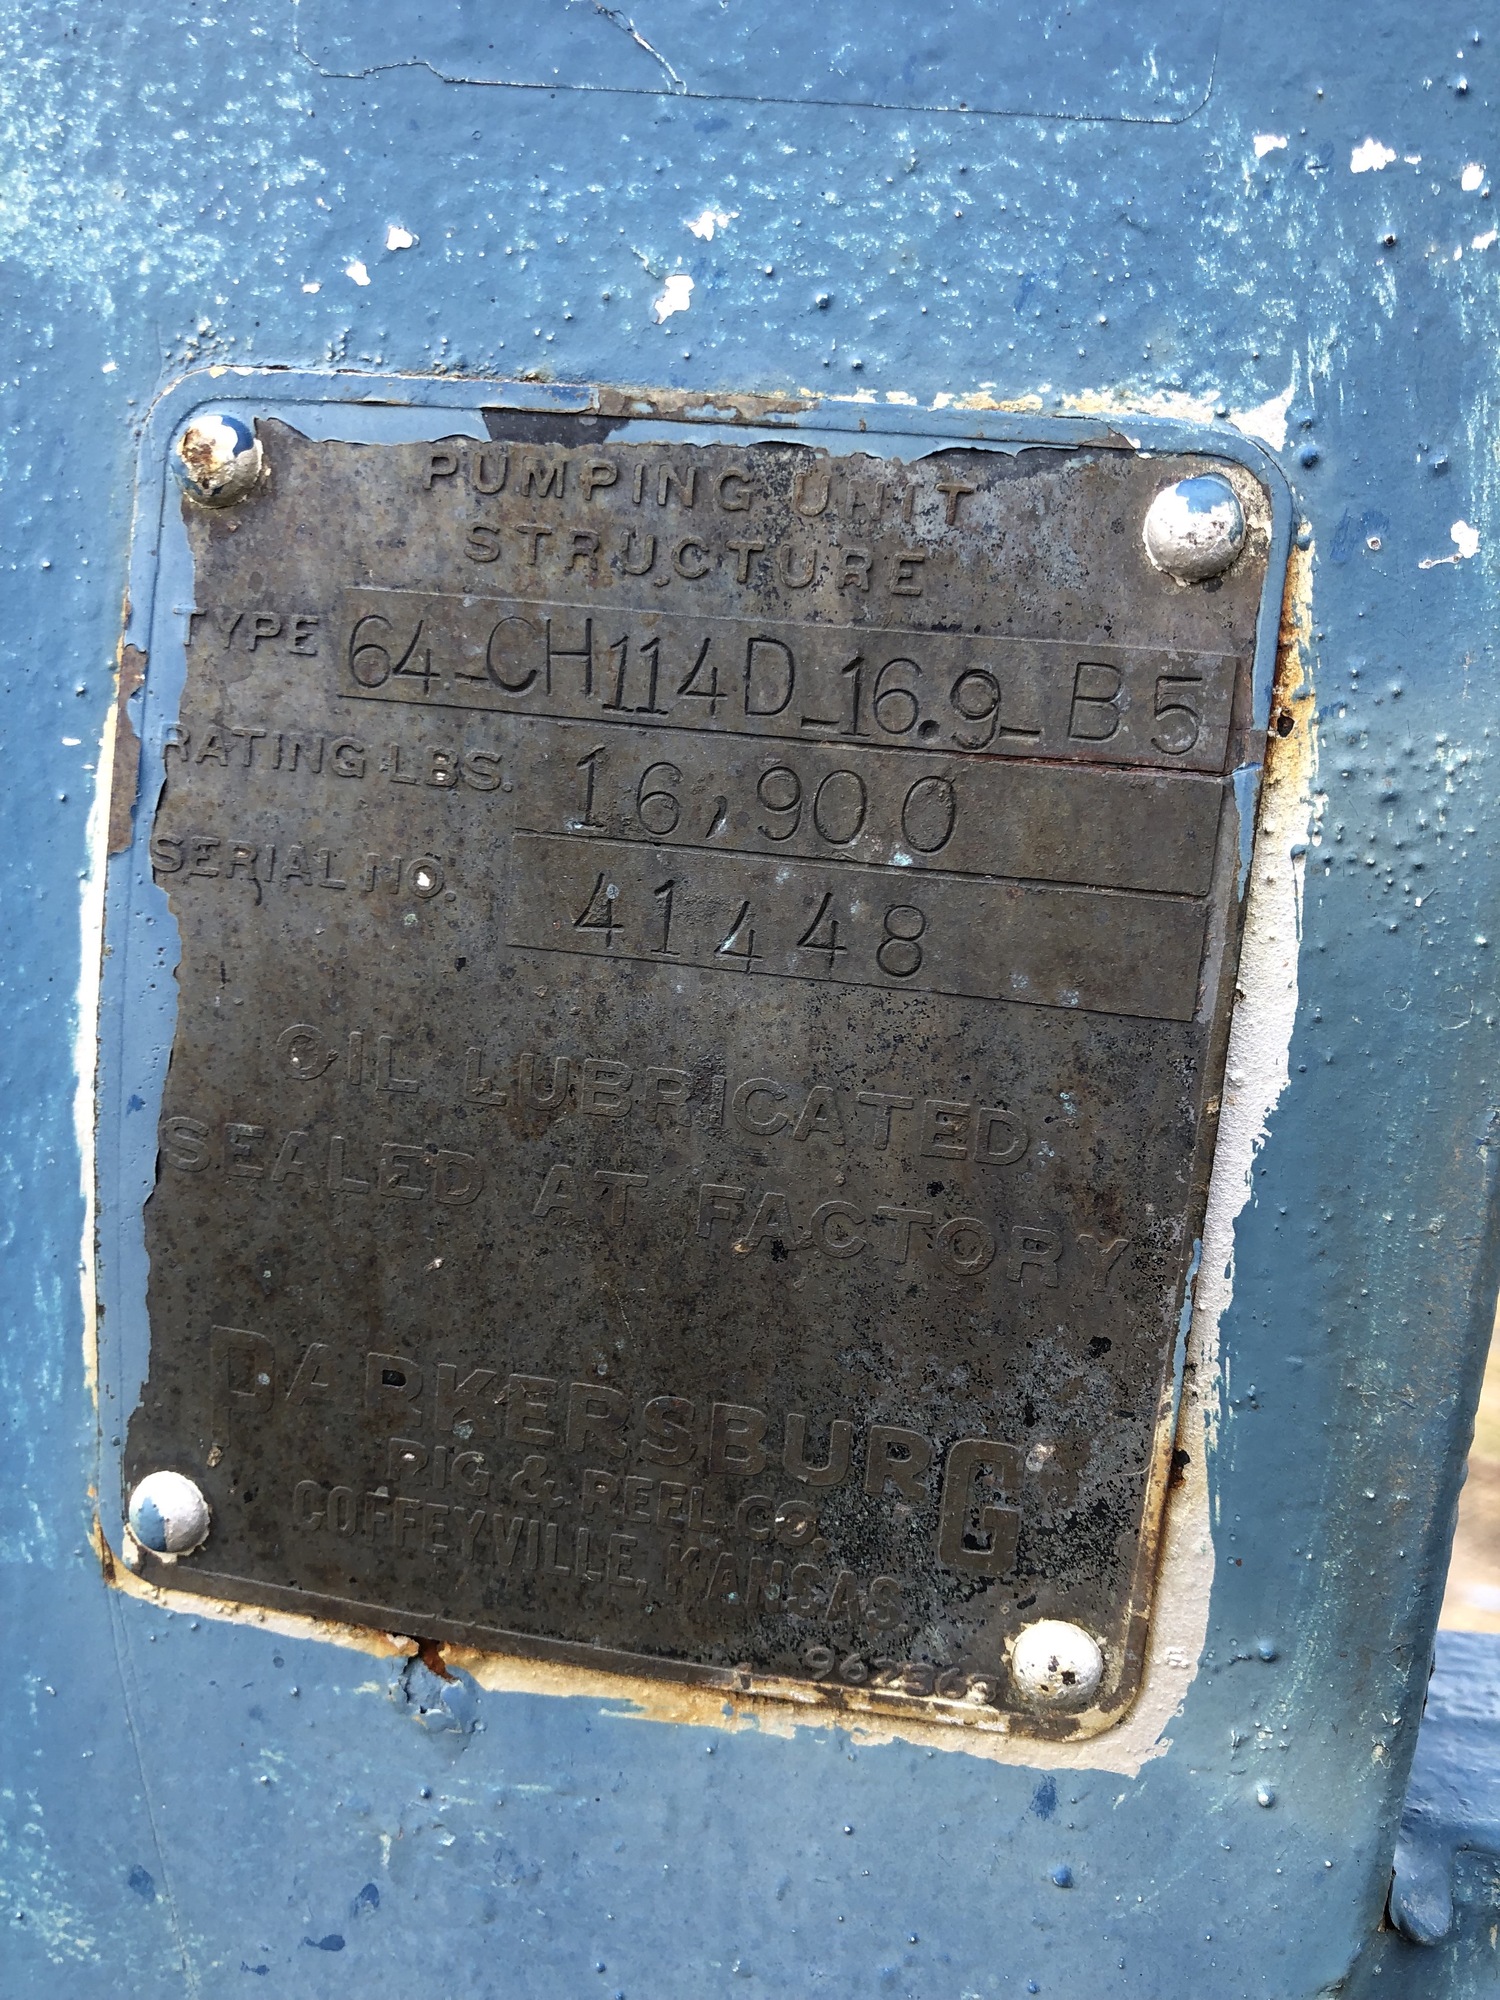 PUMPING UNIT
STRUCTURE
TYPE 64-CH114D-16.9-B5
RATING LBS. 16,900
SERIAL NO. 41448
OIL LUBRICATED
SEALED AT FACTORY
PARKERSBURG
RIG & REEL CO.
COFFEYVILLE, KANSAS
962363